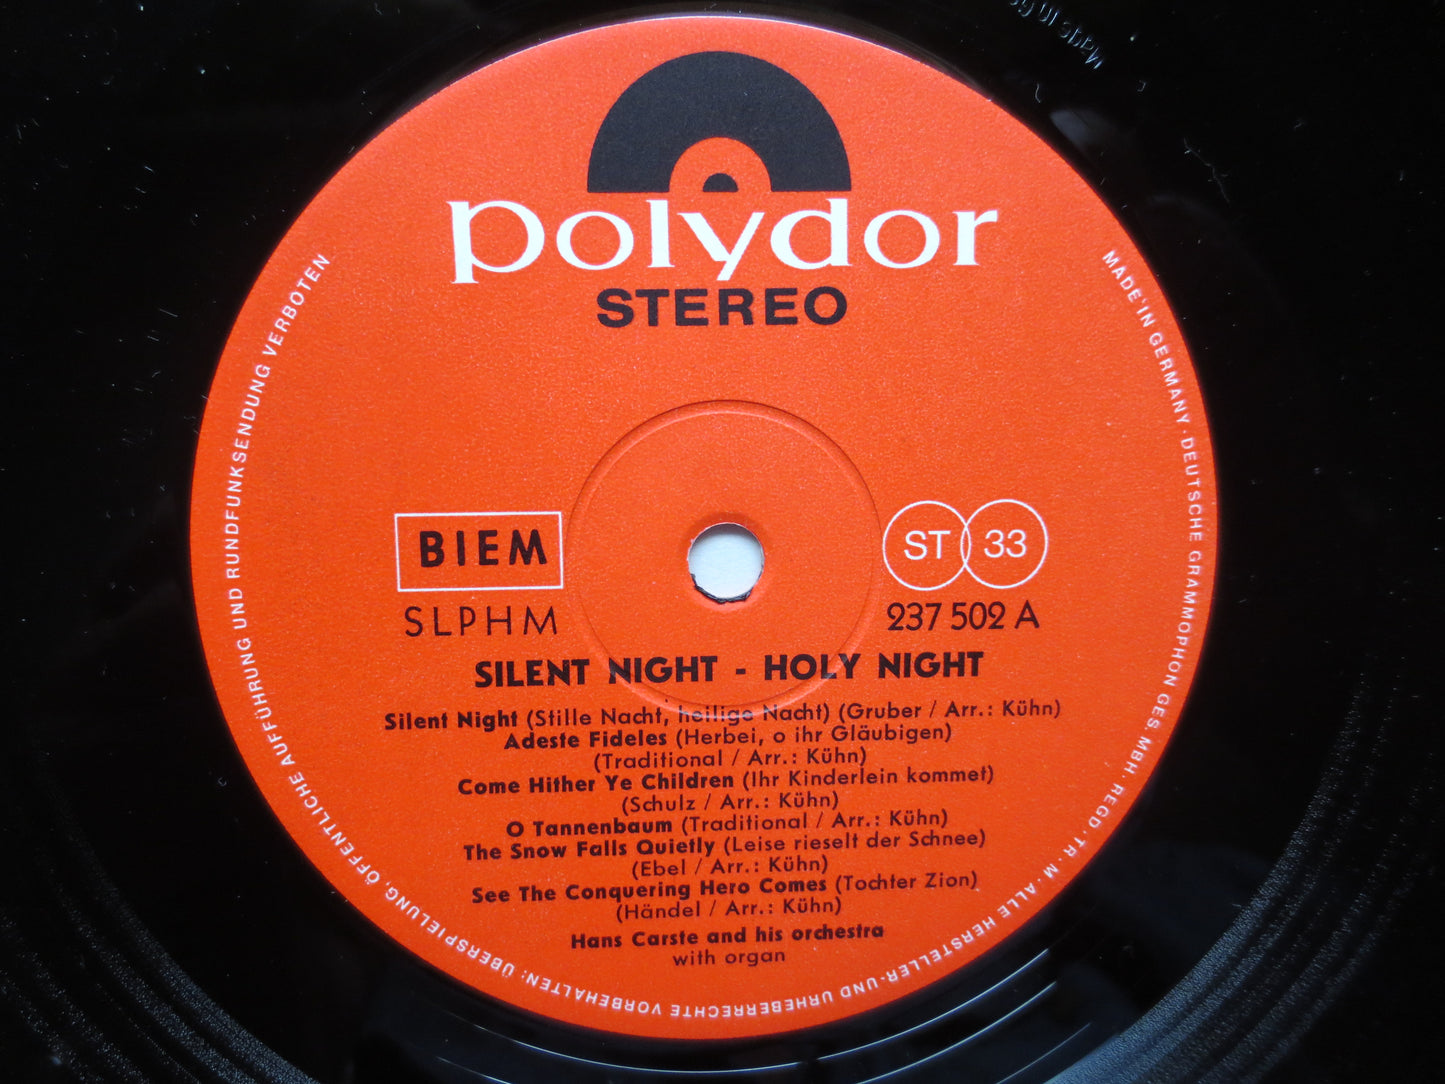 polydor
STEREO
BIEM
SLPHM
ST 33
237 502 A
SILENT NIGHT - HOLY NIGHT
Silent Night (Stille Nacht, heilige Nacht) (Gruber / Arr.: Kühn)
Adeste Fideles (Herbei, o ihr Gläubigen)
(Traditional / Arr.: Kühn)
Come Hither Ye Children (Ihr Kinderlein kommet)
(Schulz / Arr.: Kühn)
O Tannenbaum (Traditional / Arr.: Kühn)
The Snow Falls Quietly (Leise rieselt der Schnee)
(Ebel / Arr.: Kühn)
See The Conquering Hero Comes (Tochter Zion)
(Händel / Arr.: Kühn)
Hans Carste and his orchestra
with organ
MADE IN GERMANY · DEUTSCHE GRAMMOPHON GES. MBH · REGD · TR · M · ALLE HERSTELLER- UND URHEBERRECHTE VORBEHALTEN: ÜBERSPIELUNG, ÖFFENTLICHE AUFFÜHRUNG UND RUNDFUNKSENDUNG VERBOTEN
Made in